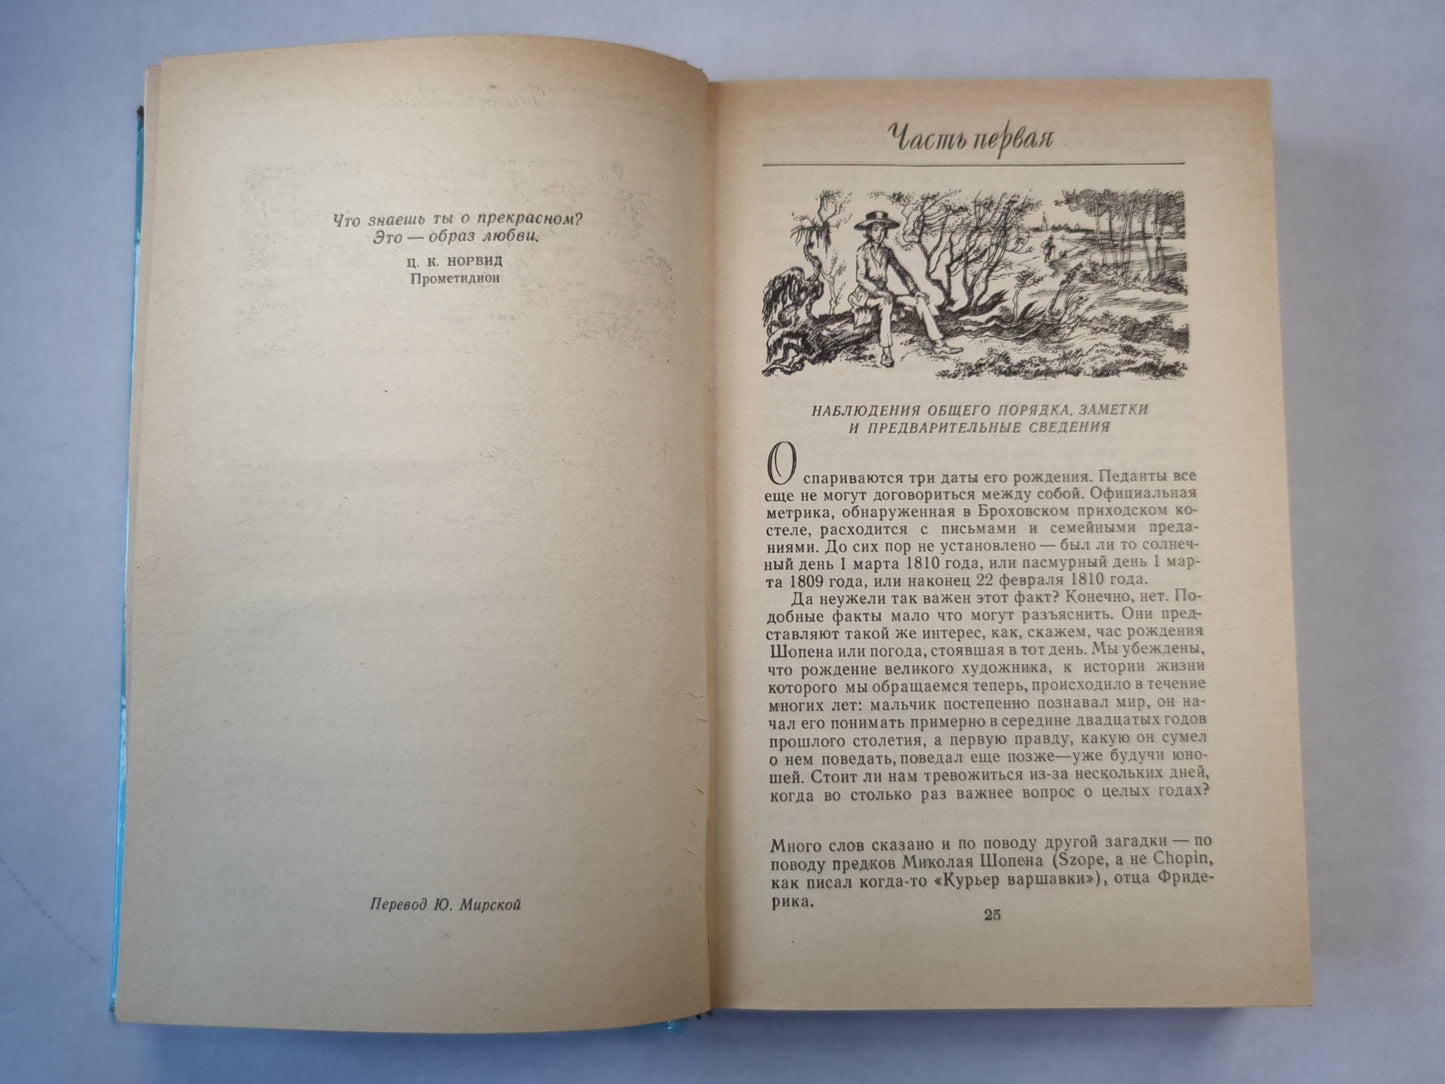 Что знаешь ты о прекрасном?
Это — образ любви.
Ц. К. НОРВИД
Прометидион
Перевод Ю. Мирской
Часть первая
НАБЛЮДЕНИЯ ОБЩЕГО ПОРЯДКА, ЗАМЕТКИ
И ПРЕДВАРИТЕЛЬНЫЕ СВЕДЕНИЯ
Оспариваются три даты его рождения. Педанты все
еще не могут договориться между собой. Официальная
метрика, обнаруженная в Броховском приходском ко-
стеле, расходится с письмами и семейными преда-
ниями. До сих пор не установлено — был ли то солнеч-
ный день 1 марта 1810 года, или пасмурный день 1 мар-
та 1809 года, или наконец 22 февраля 1810 года.
Да неужели так важен этот факт? Конечно, нет. По-
добные факты мало что могут разъяснить. Они пред-
ставляют такой же интерес, как, скажем, час рождения
Шопена или погода, стоявшая в тот день. Мы убеждены,
что рождение великого художника, к истории жизни
которого мы обращаемся теперь, происходило в течение
многих лет: мальчик постепенно познавал мир, он на-
чал его понимать примерно в середине двадцатых годов
прошлого столетия, а первую правду, какую он сумел
о нем поведать, поведал еще позже—уже будучи юно-
шей. Стоит ли нам тревожиться из-за нескольких дней,
когда во столько раз важнее вопрос о целых годах?
Много слов сказано и по поводу другой загадки — по
поводу предков Миколая Шопена (Szope, а не Chopin,
как писал когда-то «Курьер варшавки»), отца Фриде-
рика.
25